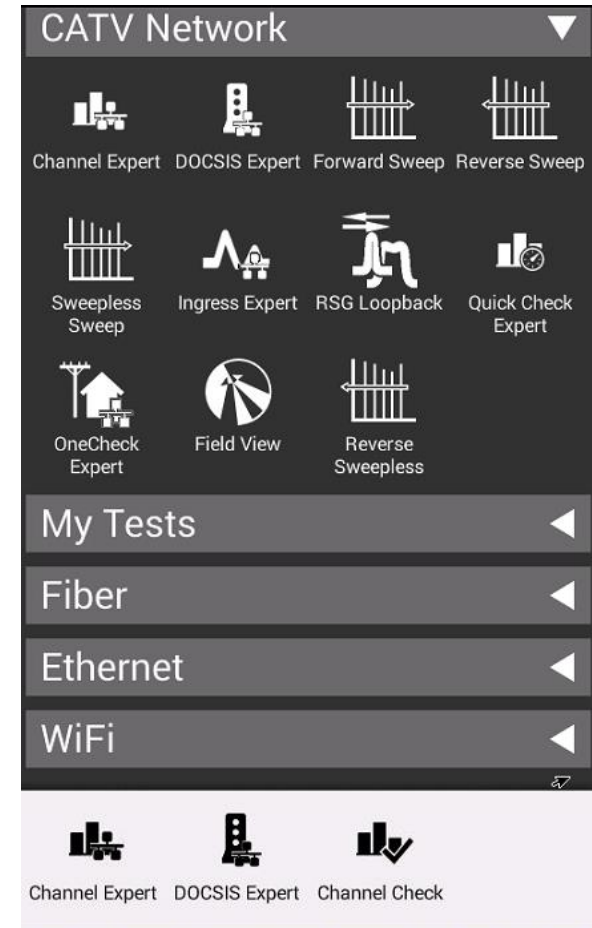 CATV Network
Channel Expert DOCSIS Expert Forward Sweep Reverse Sweep
Sweepless Sweep
Ingress Expert RSG Loopback
Quick Check Expert
OneCheck Expert
Field View
Reverse Sweepless
My Tests
Fiber
Ethernet
WiFi
Channel Expert DOCSIS Expert Channel Check